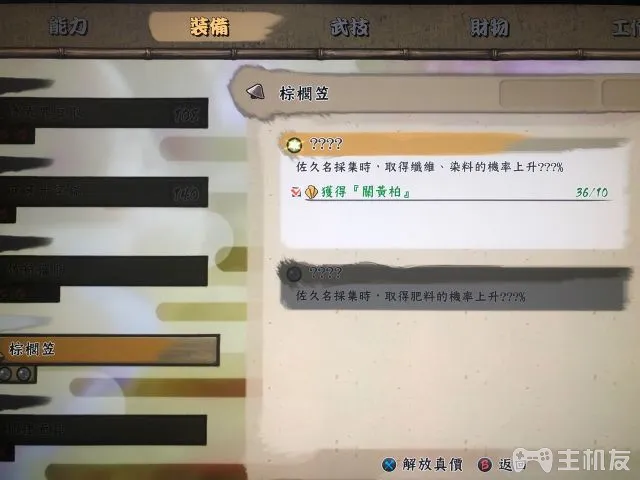 能力 裝備 武技 財物
棕櫚笠
????
佐久名採集時，取得纖維、染料的機率上升???%
獲得『關黃柏』 36/10
????
佐久名採集時，取得肥料的機率上升???%
棕櫚笠
解放真價 B 返回
主机友